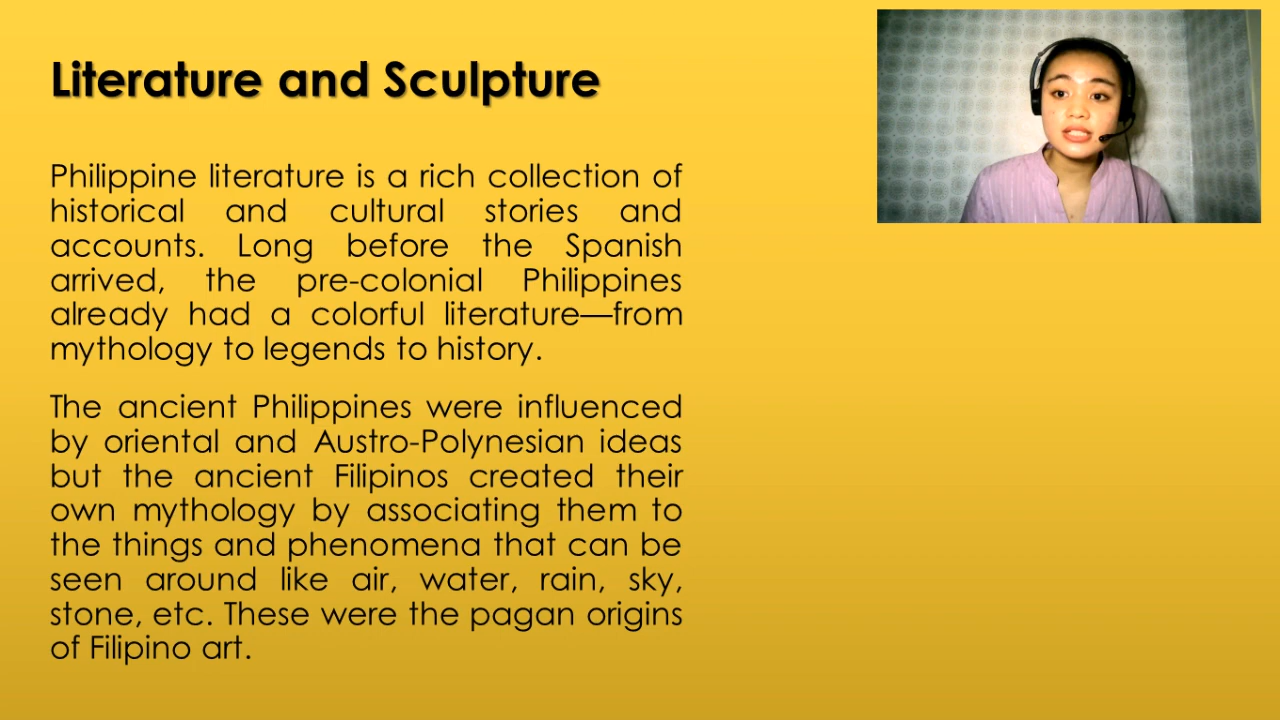 Literature and Sculpture
Philippine literature is a rich collection of
historical and cultural stories and
accounts. Long before the Spanish
arrived, the pre-colonial Philippines
already had a colorful literature—from
mythology to legends to history.
The ancient Philippines were influenced
by oriental and Austro-Polynesian ideas
but the ancient Filipinos created their
own mythology by associating them to
the things and phenomena that can be
seen around like air, water, rain, sky,
stone, etc. These were the pagan origins
of Filipino art.